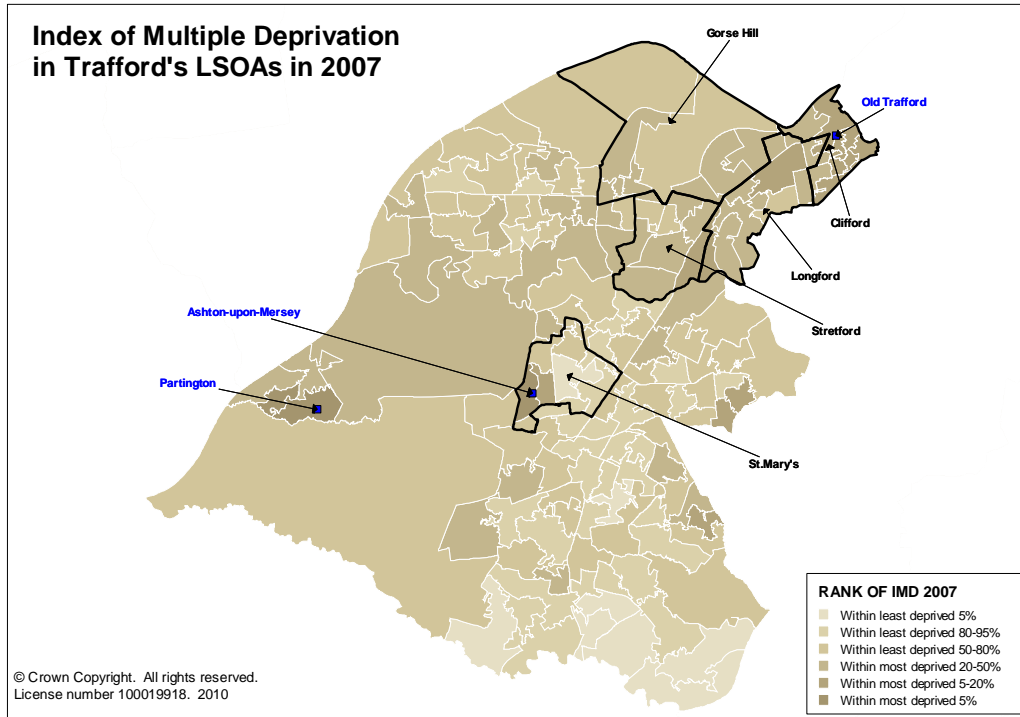 Index of Multiple Deprivation
in Trafford's LSOAs in 2007
Gorse Hill
Old Trafford
Clifford
Longford
Stretford
Ashton-upon-Mersey
Partington
St.Mary's
RANK OF IMD 2007
Within least deprived 5%
Within least deprived 80-95%
Within least deprived 50-80%
Within most deprived 20-50%
Within most deprived 5-20%
Within most deprived 5%
© Crown Copyright. All rights reserved.
License number 100019918. 2010